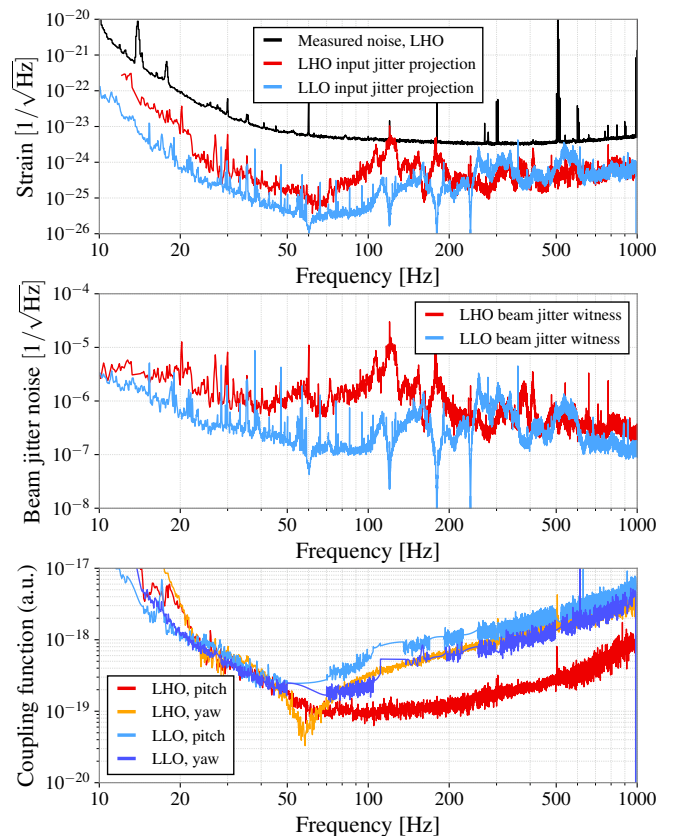 10⁻²⁰
10⁻²¹
10⁻²²
10⁻²³
10⁻²⁴
10⁻²⁵
10⁻²⁶
Strain [1/√Hz]
Measured noise, LHO
LHO input jitter projection
LLO input jitter projection
10 20 50 100 200 500 1000
Frequency [Hz]
10⁻⁴
10⁻⁵
10⁻⁶
10⁻⁷
10⁻⁸
Beam jitter noise [1/√Hz]
LHO beam jitter witness
LLO beam jitter witness
10 20 50 100 200 500 1000
Frequency [Hz]
10⁻¹⁷
10⁻¹⁸
10⁻¹⁹
10⁻²⁰
Coupling function (a.u.)
LHO, pitch
LHO, yaw
LLO, pitch
LLO, yaw
10 20 50 100 200 500 1000
Frequency [Hz]